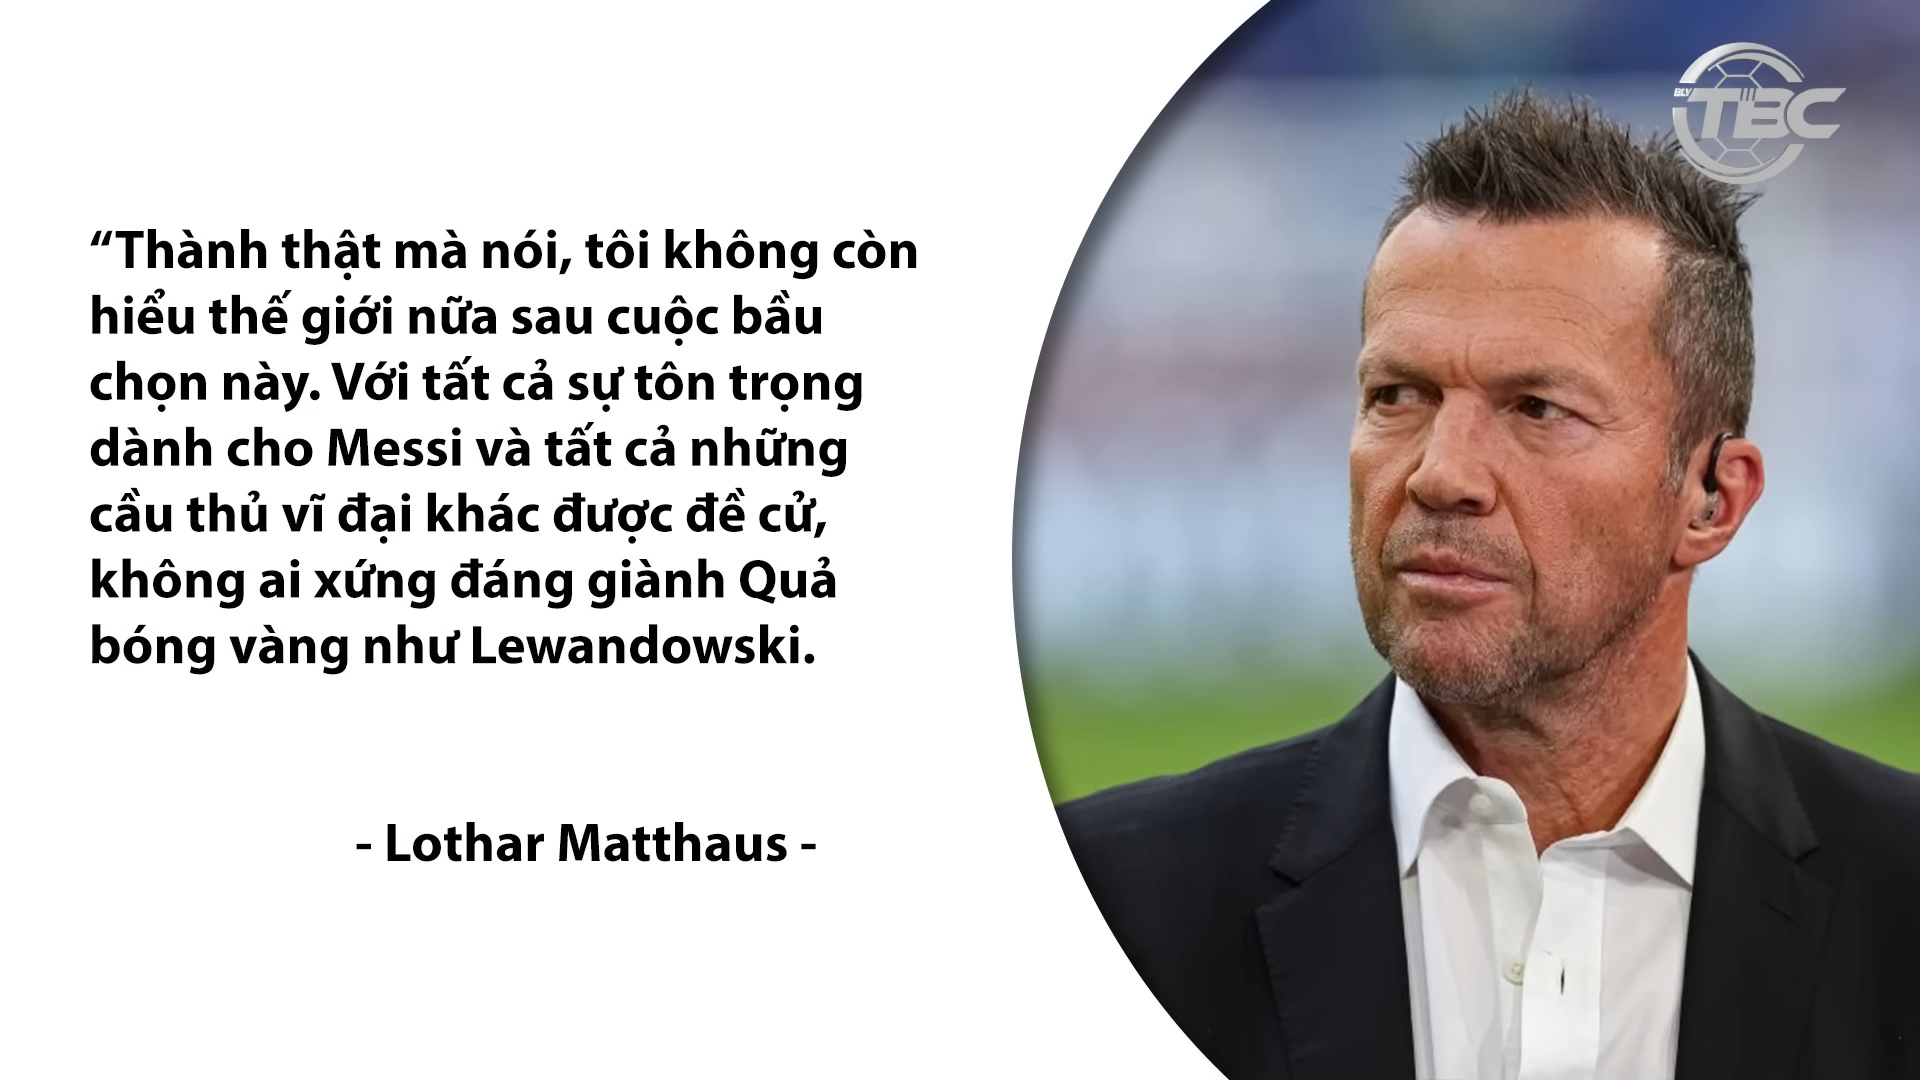 “Thành thật mà nói, tôi không còn
hiểu thế giới nữa sau cuộc bầu
chọn này. Với tất cả sự tôn trọng
dành cho Messi và tất cả những
cầu thủ vĩ đại khác được đề cử,
không ai xứng đáng giành Quả
bóng vàng như Lewandowski.
- Lothar Matthaus -
BLV TBC